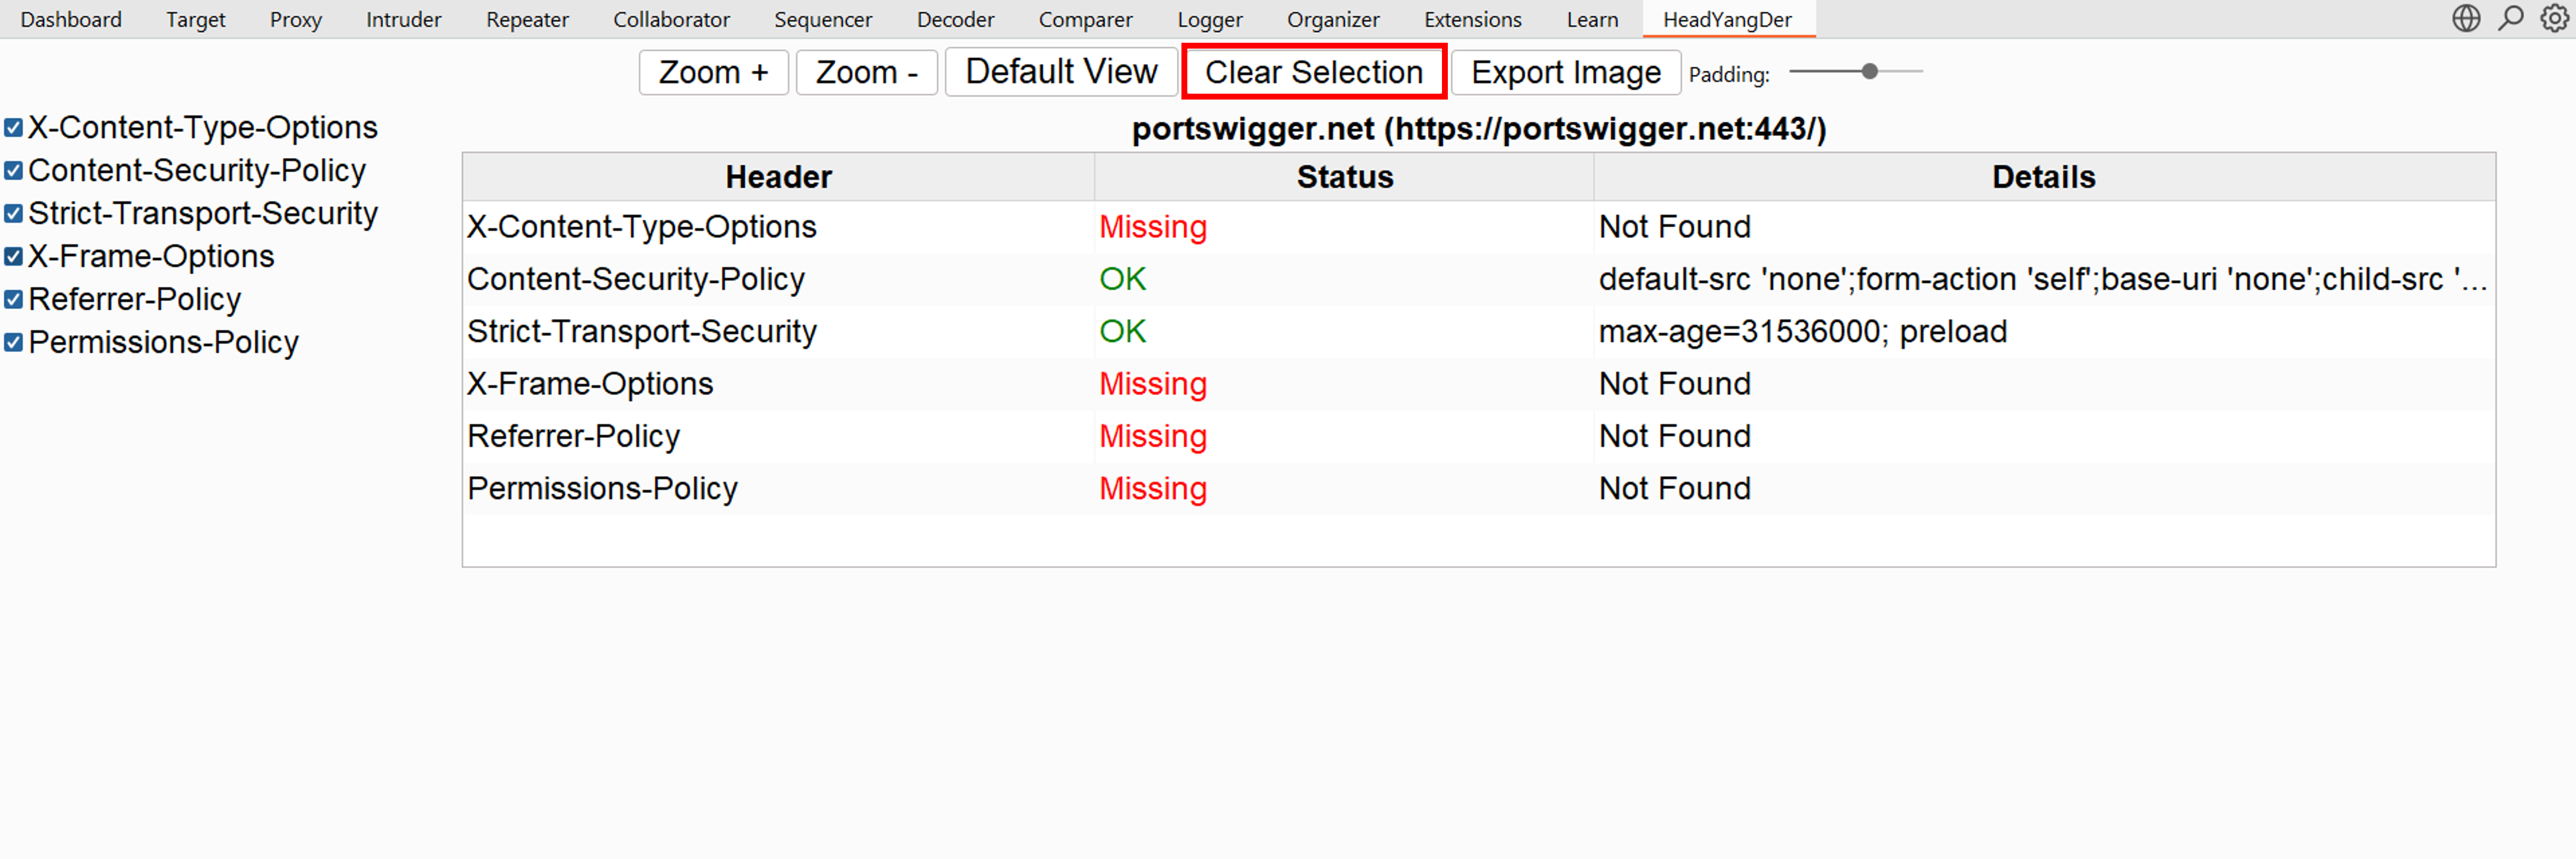 Dashboard Target Proxy Intruder Repeater Collaborator Sequencer Decoder Comparer Logger Organizer Extensions Learn HeadYangDer
Zoom + Zoom - Default View Clear Selection Export Image Padding:
X-Content-Type-Options
Content-Security-Policy
Strict-Transport-Security
X-Frame-Options
Referrer-Policy
Permissions-Policy
portswigger.net (https://portswigger.net:443/)
Header Status Details
X-Content-Type-Options Missing Not Found
Content-Security-Policy OK default-src 'none';form-action 'self';base-uri 'none';child-src '...
Strict-Transport-Security OK max-age=31536000; preload
X-Frame-Options Missing Not Found
Referrer-Policy Missing Not Found
Permissions-Policy Missing Not Found